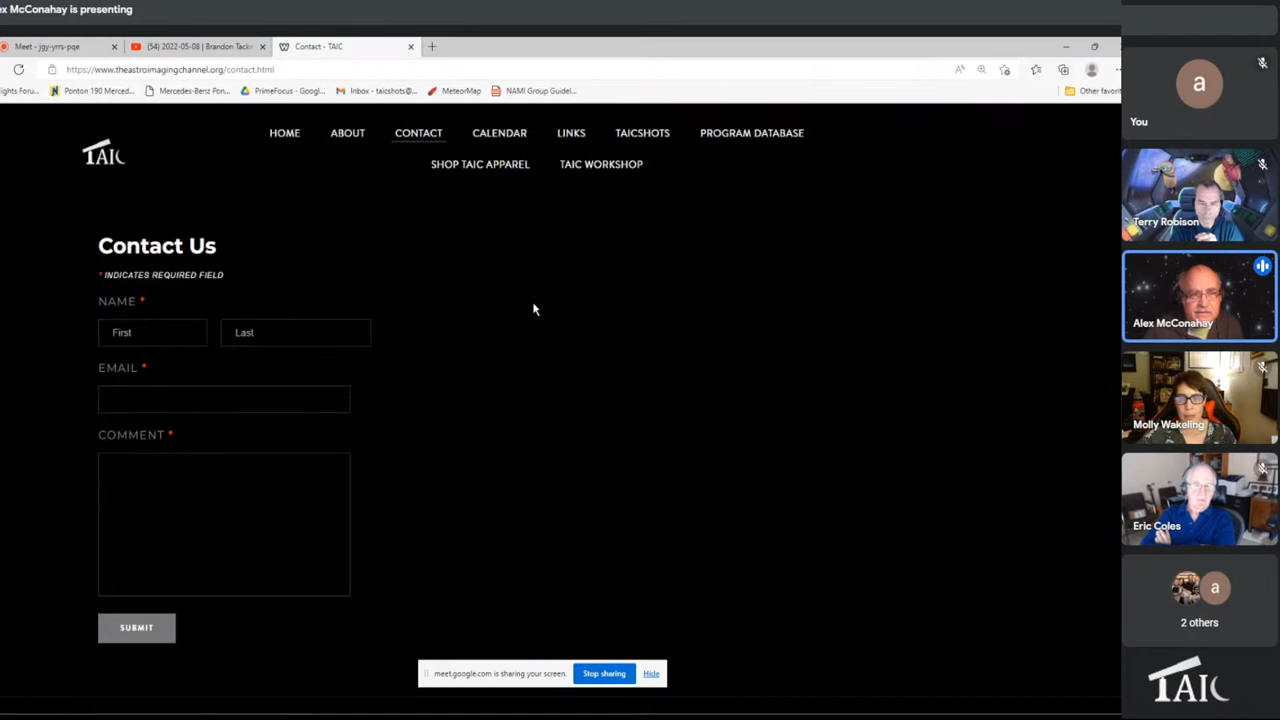 ex McConahay is presenting
Meet - jgy-yrrs-pqe
(54) 2022-05-08 | Brandon Tacke
Contact - TAIC
https://www.theastroimagingchannel.org/contact.html
ights Foru...
Ponton 190 Merced...
Mercedes-Benz Pon...
PrimeFocus - Googl...
Inbox - taicshots@...
MeteorMap
NAMI Group Guidel...
Other favorit
TAIC
HOME
ABOUT
CONTACT
CALENDAR
LINKS
TAICSHOTS
PROGRAM DATABASE
SHOP TAIC APPAREL
TAIC WORKSHOP
Contact Us
* INDICATES REQUIRED FIELD
NAME *
First
Last
EMAIL *
COMMENT *
SUBMIT
meet.google.com is sharing your screen.
Stop sharing
Hide
a
You
Terry Robison
Alex McConahay
Molly Wakeling
Eric Coles
a
2 others
TAIC